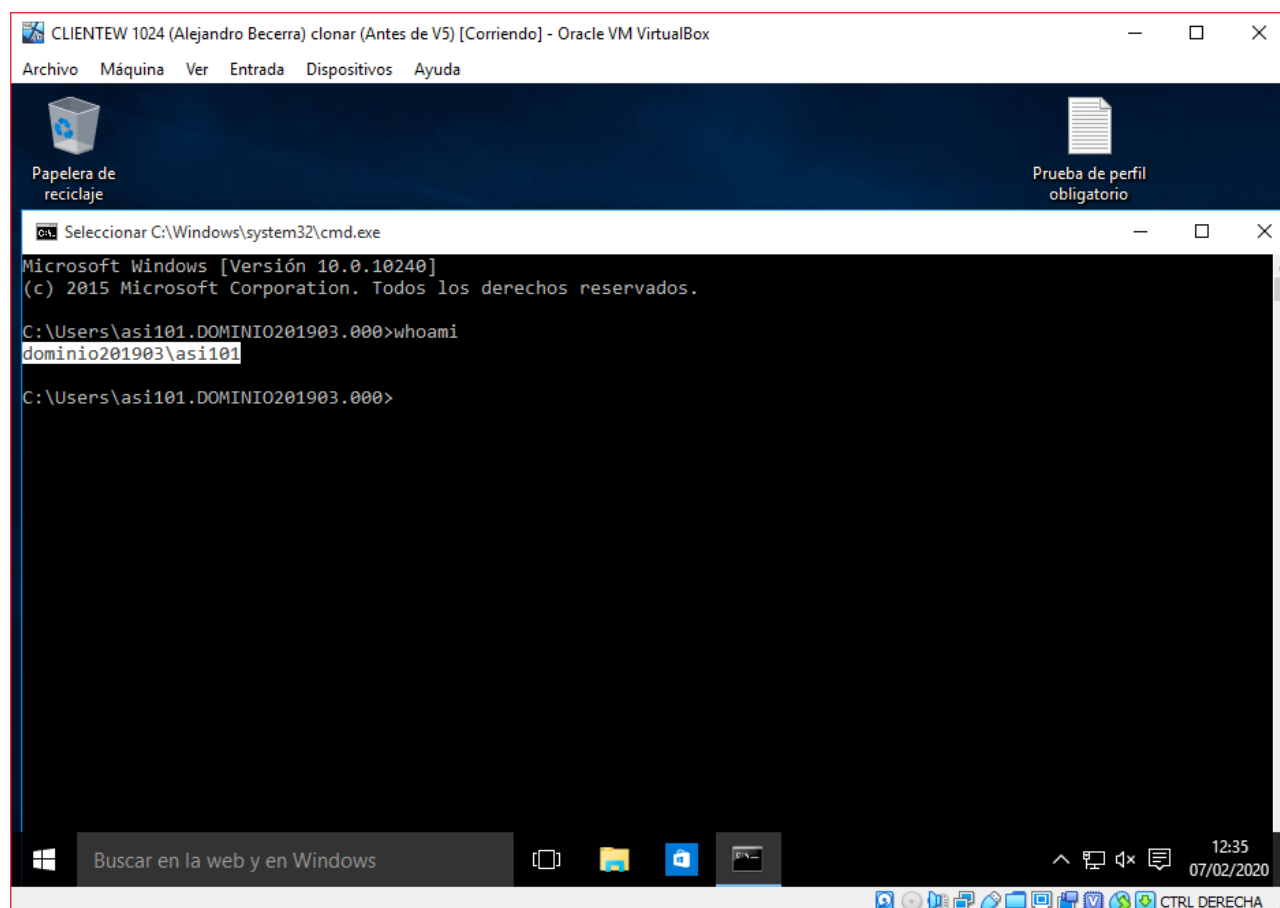 CLIENTEW 1024 (Alejandro Becerra) clonar (Antes de V5) [Corriendo] - Oracle VM VirtualBox
Archivo Máquina Ver Entrada Dispositivos Ayuda
Papelera de
reciclaje
Prueba de perfil
obligatorio
Seleccionar C:\Windows\system32\cmd.exe
Microsoft Windows [Versión 10.0.10240]
(c) 2015 Microsoft Corporation. Todos los derechos reservados.
C:\Users\asi101.DOMINIO201903.000>whoami
dominio201903\asi101
C:\Users\asi101.DOMINIO201903.000>
Buscar en la web y en Windows
12:35
07/02/2020
CTRL DERECHA